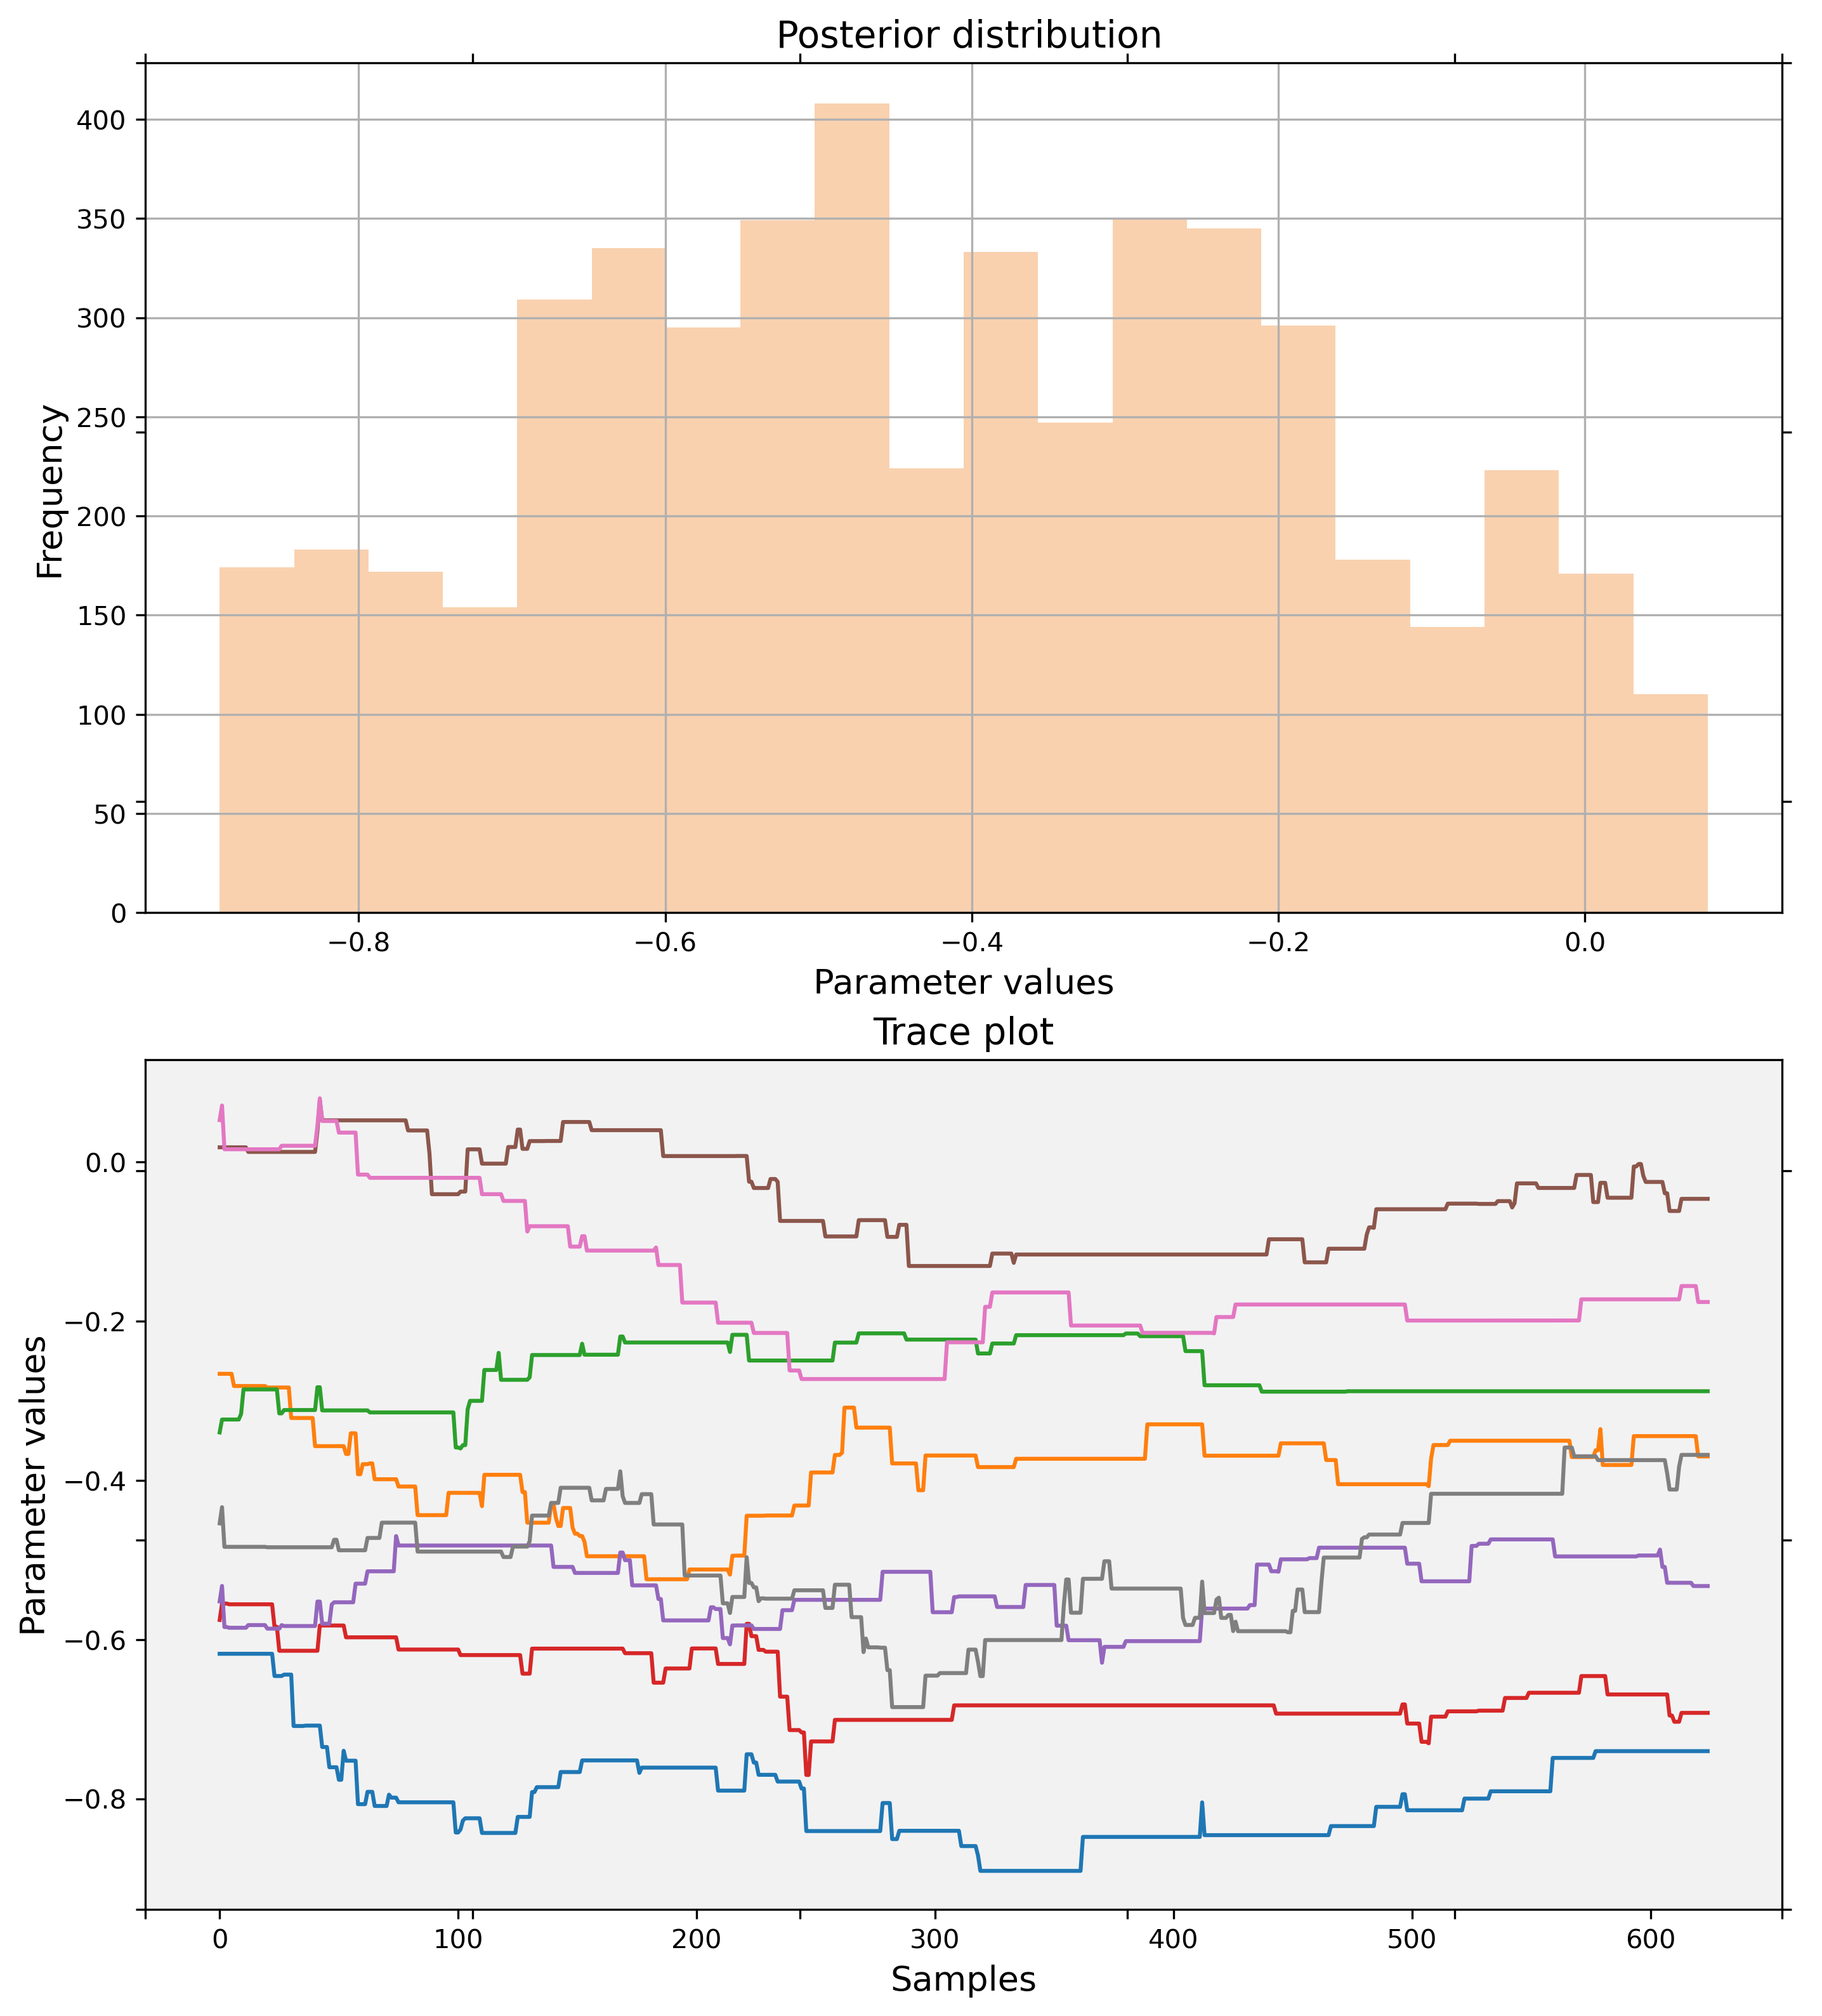 Posterior distribution
400
350
300
250
200
150
100
50
0
Frequency
−0.8 −0.6 −0.4 −0.2 0.0
Parameter values
Trace plot
0.0
−0.2
−0.4
−0.6
−0.8
Parameter values
0 100 200 300 400 500 600
Samples